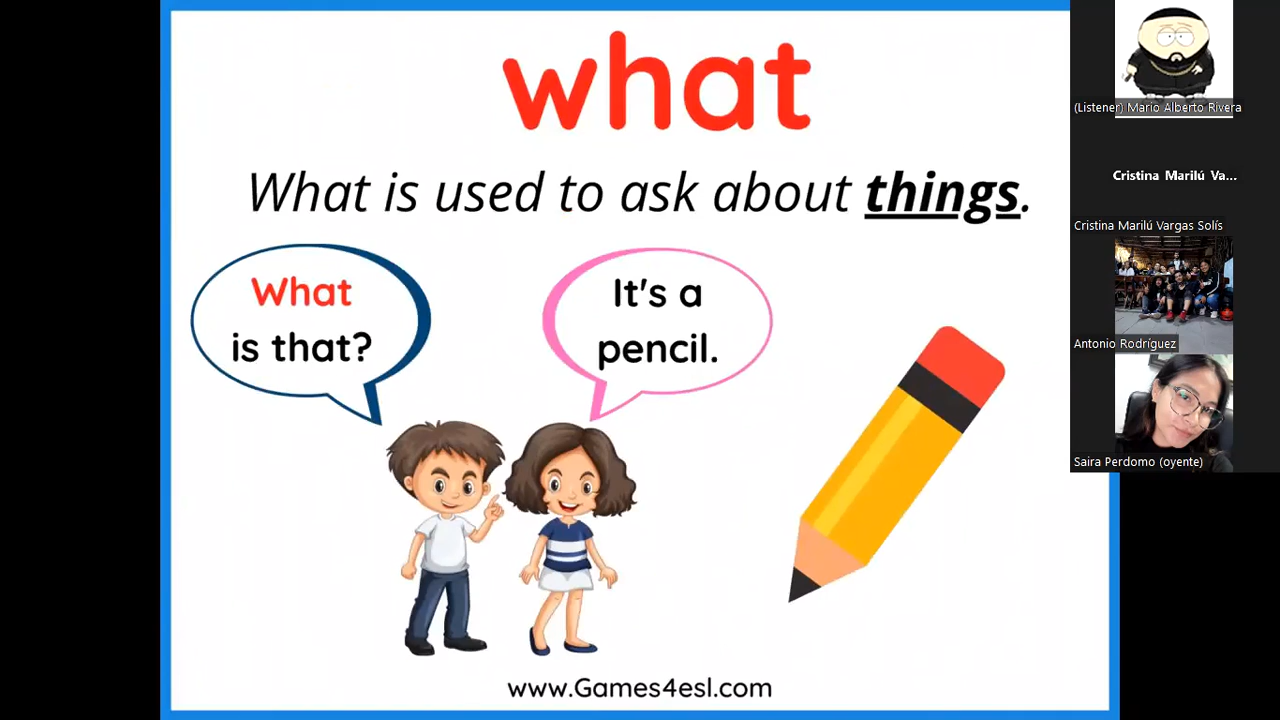 what
What is used to ask about things.
What
is that?
It's a
pencil.
www.Games4esl.com
(Listener) Mario Alberto Rivera
Cristina Marilú Va...
Cristina Marilú Vargas Solís
Antonio Rodríguez
Saira Perdomo (oyente)